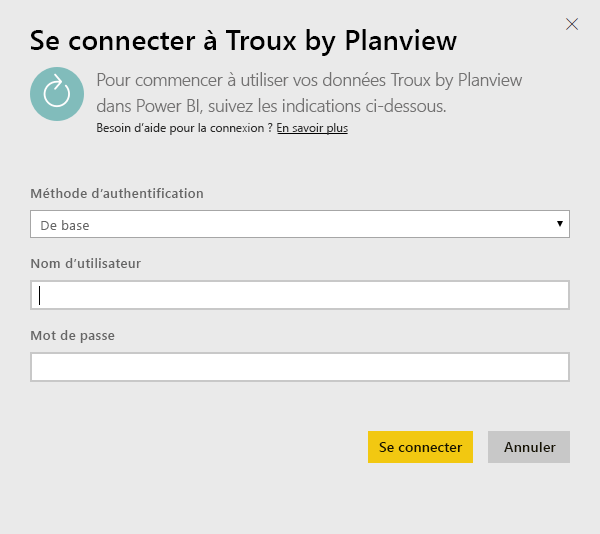 Se connecter à Troux by Planview
Pour commencer à utiliser vos données Troux by Planview
dans Power BI, suivez les indications ci-dessous.
Besoin d’aide pour la connexion ? En savoir plus
Méthode d’authentification
De base
Nom d’utilisateur
Mot de passe
Se connecter
Annuler